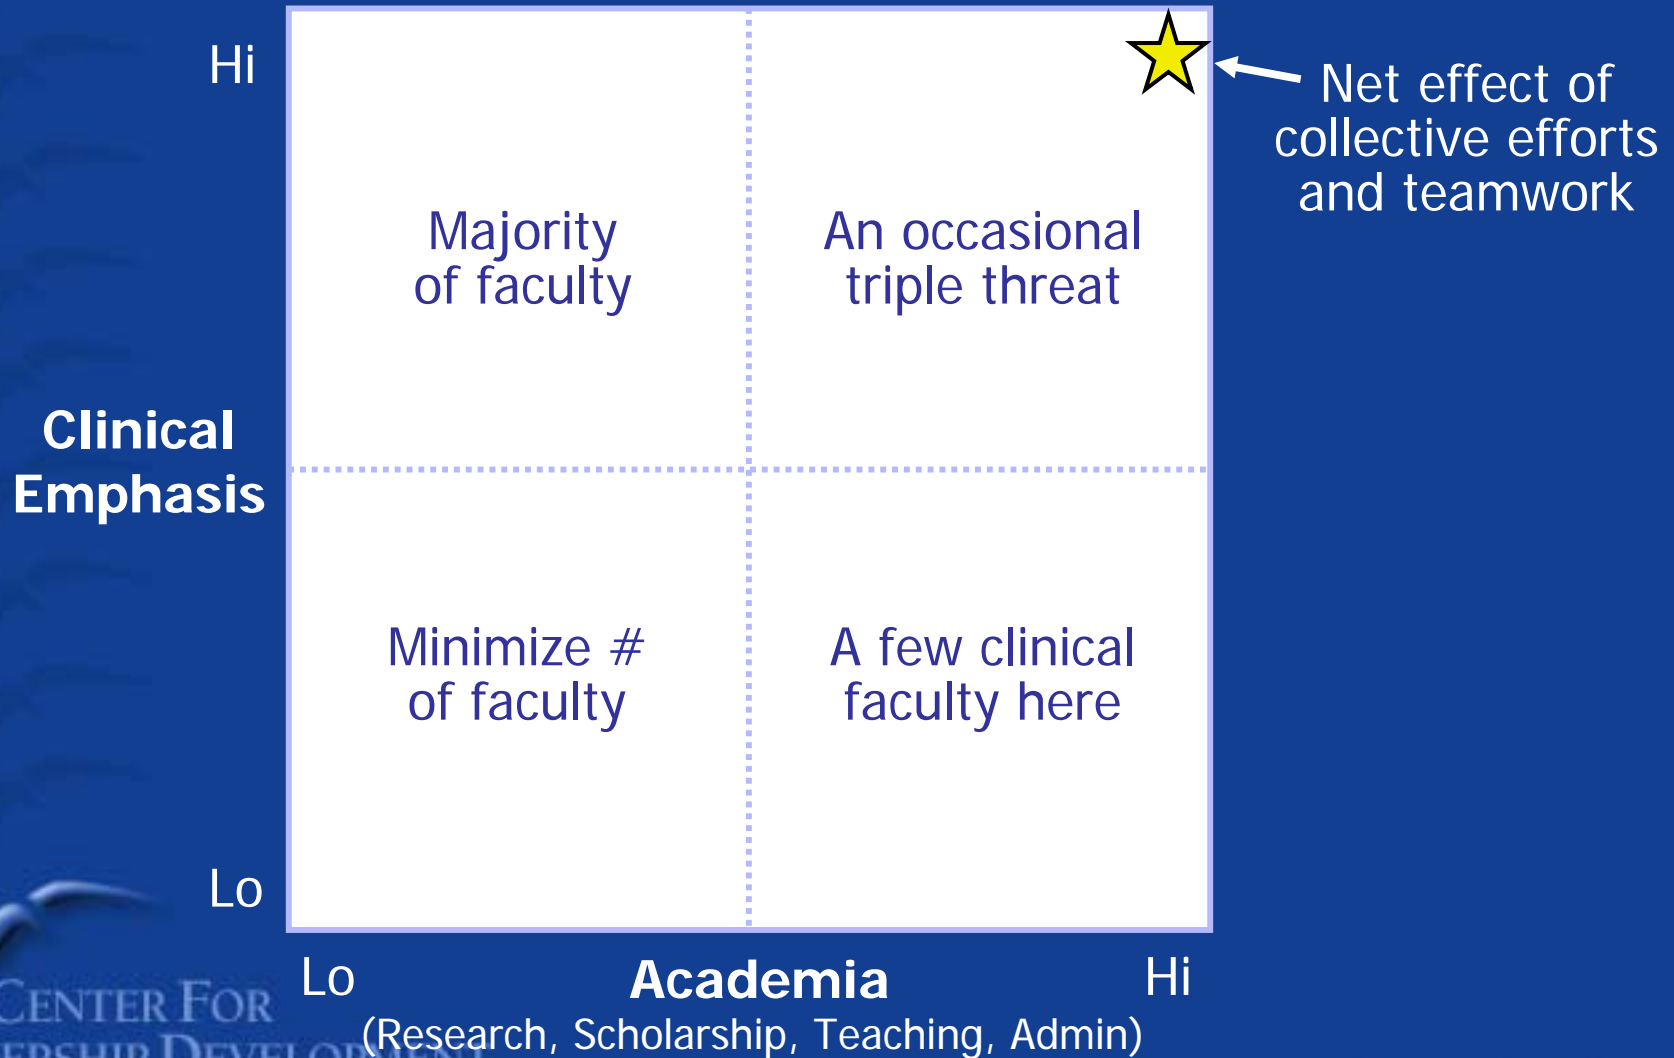 Hi
Net effect of
collective efforts
and teamwork
Majority
of faculty
An occasional
triple threat
Clinical
Emphasis
Minimize #
of faculty
A few clinical
faculty here
Lo
Lo
Academia
Hi
(Research, Scholarship, Teaching, Admin)
CENTER FOR
DEVELOPMENT